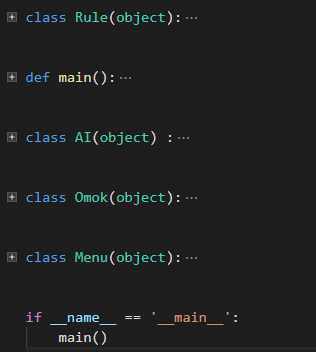 class Rule(object):···
def main():···
class AI(object) :···
class Omok(object):···
class Menu(object):···
if __name__ == '__main__':
    main()